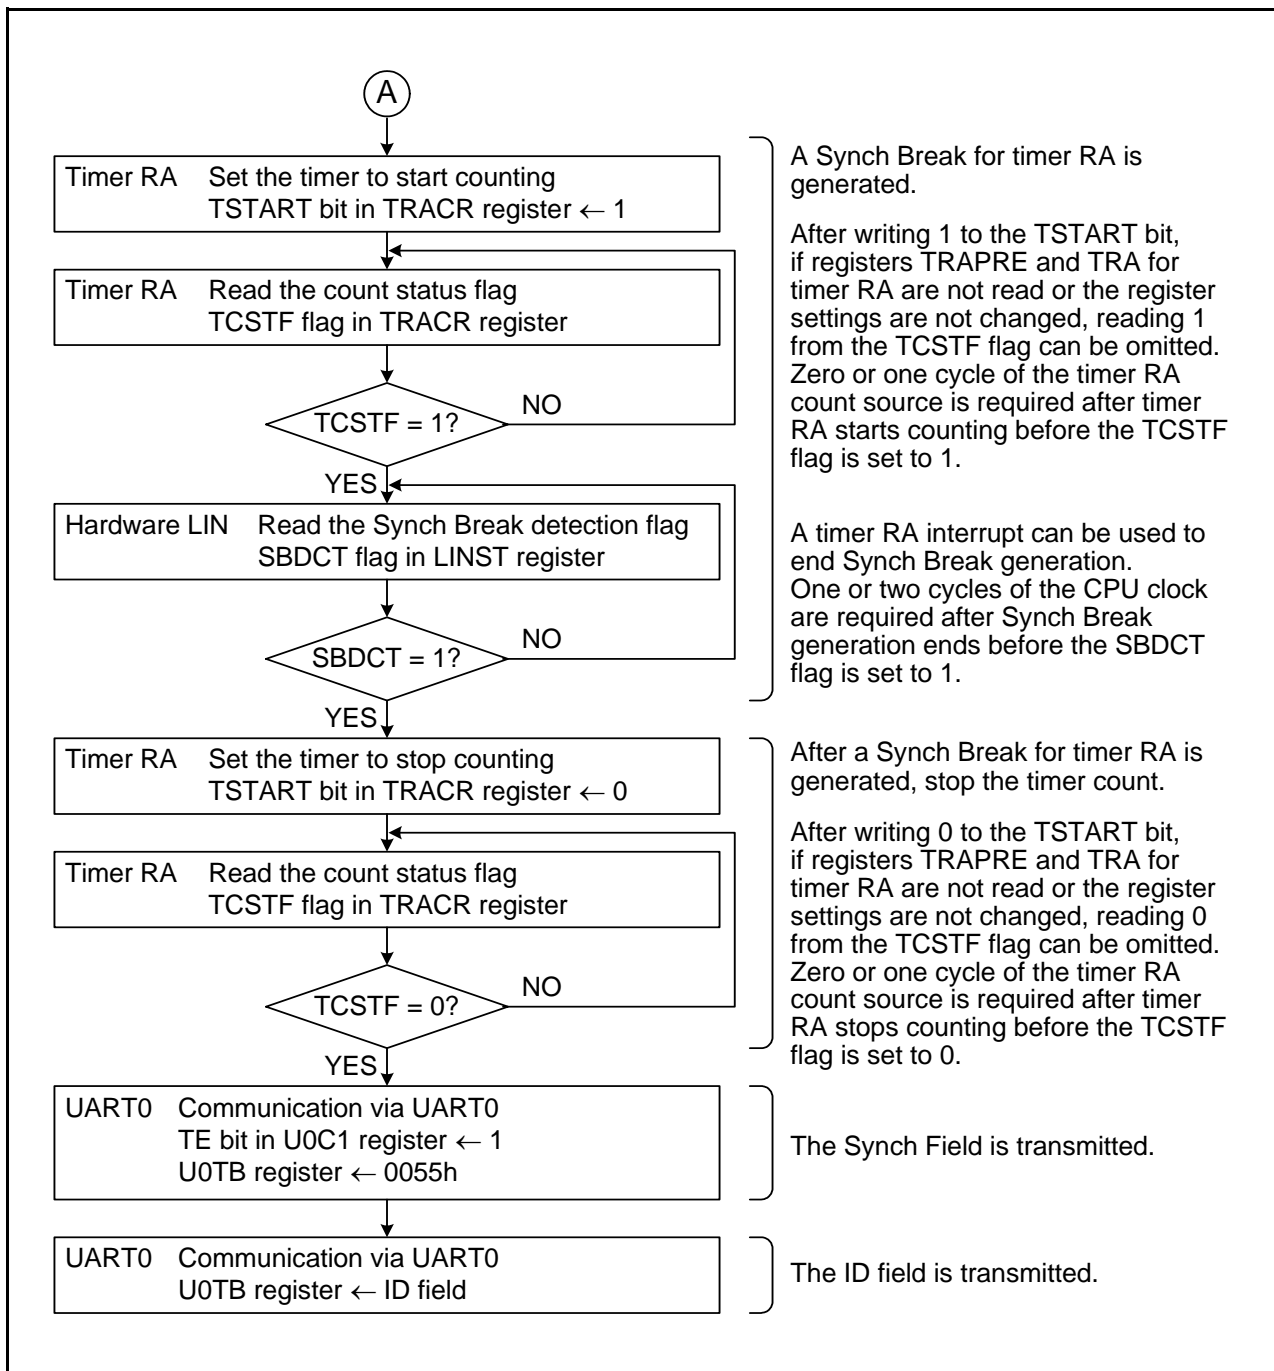 A
Timer RA Set the timer to start counting
TSTART bit in TRACR register ← 1
Timer RA Read the count status flag
TCSTF flag in TRACR register
TCSTF = 1?
NO
YES
Hardware LIN Read the Synch Break detection flag
SBDCT flag in LINST register
SBDCT = 1?
NO
YES
A Synch Break for timer RA is
generated.
After writing 1 to the TSTART bit,
if registers TRAPRE and TRA for
timer RA are not read or the register
settings are not changed, reading 1
from the TCSTF flag can be omitted.
Zero or one cycle of the timer RA
count source is required after timer
RA starts counting before the TCSTF
flag is set to 1.
A timer RA interrupt can be used to
end Synch Break generation.
One or two cycles of the CPU clock
are required after Synch Break
generation ends before the SBDCT
flag is set to 1.
Timer RA Set the timer to stop counting
TSTART bit in TRACR register ← 0
Timer RA Read the count status flag
TCSTF flag in TRACR register
TCSTF = 0?
NO
YES
After a Synch Break for timer RA is
generated, stop the timer count.
After writing 0 to the TSTART bit,
if registers TRAPRE and TRA for
timer RA are not read or the register
settings are not changed, reading 0
from the TCSTF flag can be omitted.
Zero or one cycle of the timer RA
count source is required after timer
RA stops counting before the TCSTF
flag is set to 0.
UART0 Communication via UART0
TE bit in U0C1 register ← 1
U0TB register ← 0055h
The Synch Field is transmitted.
UART0 Communication via UART0
U0TB register ← ID field
The ID field is transmitted.